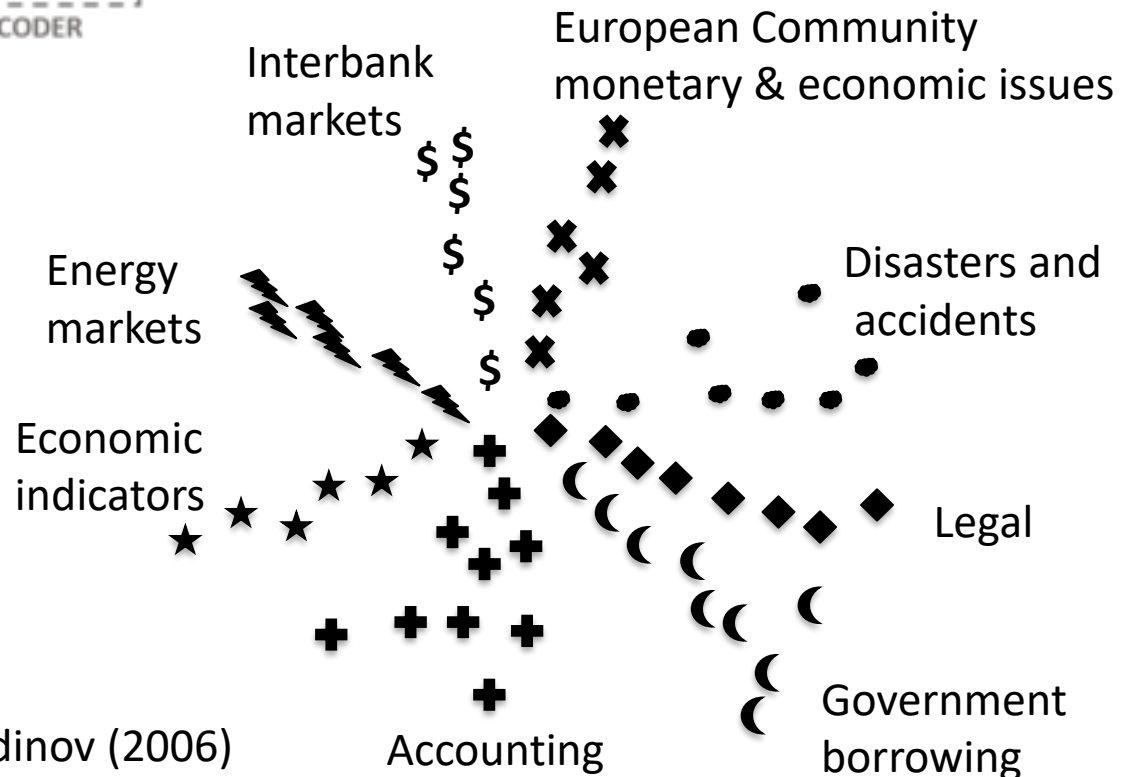 CODER
European Community
monetary & economic issues
Interbank
markets
$ $
$
$
$
$
Energy
markets
Disasters and
accidents
Economic
indicators
Legal
Government
borrowing
(2006)
Accounting